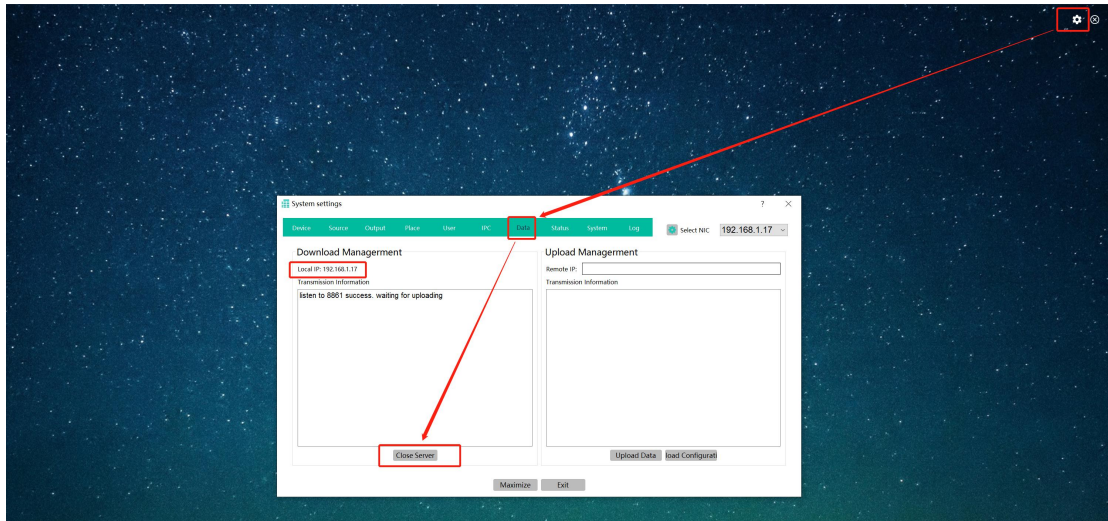 System settings
Device Source Output Place User IPC Data Status System Log Select NIC 192.168.1.17
Download Managerment
Local IP: 192.168.1.17
Transmission Information
listen to 8861 success. waiting for uploading
Close Server
Upload Managerment
Remote IP:
Transmission Information
Upload Data load Configurati
Maximize Exit